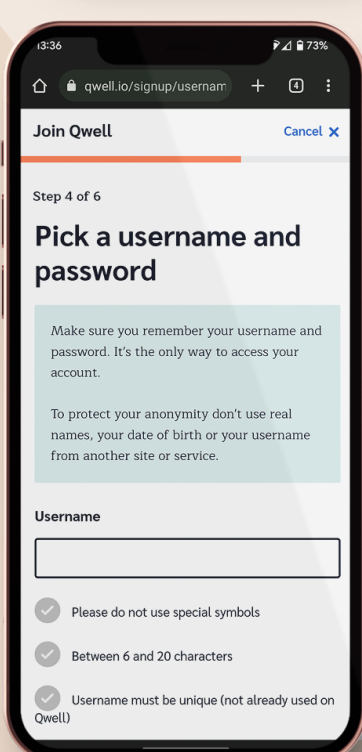 13:36
73%
qwell.io/signup/usernam
4
Join Qwell
Cancel
Step 4 of 6
Pick a username and
password
Make sure you remember your username and
password. It's the only way to access your
account.
To protect your anonymity don't use real
names, your date of birth or your username
from another site or service.
Username
Please do not use special symbols
Between 6 and 20 characters
Username must be unique (not already used on
Qwell)